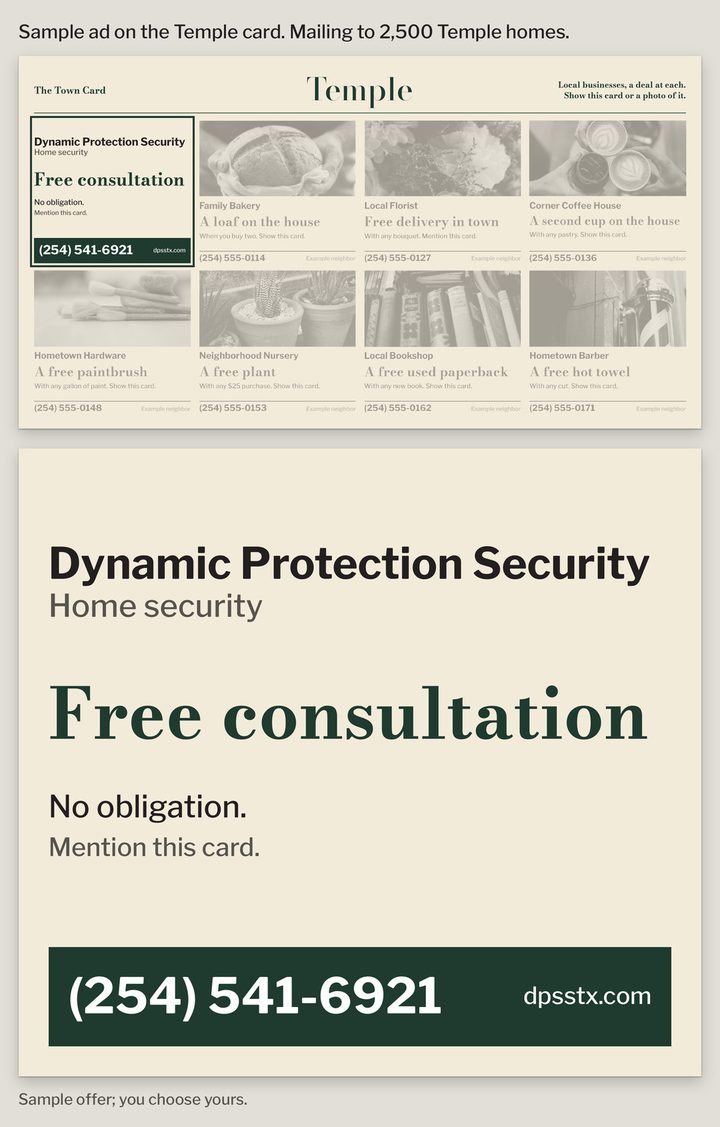 Sample ad on the Temple card. Mailing to 2,500 Temple homes.
The Town Card
Temple
Local businesses, a deal at each.
Show this card or a photo of it.
Dynamic Protection Security
Home security
Free consultation
No obligation.
Mention this card.
(254) 541-6921 dpsstx.com
Family Bakery
A loaf on the house
When you buy two. Show this card.
(254) 555-0114 Example neighbor
Local Florist
Free delivery in town
With any bouquet. Mention this card.
(254) 555-0127 Example neighbor
Corner Coffee House
A second cup on the house
With any pastry. Show this card.
(254) 555-0136 Example neighbor
Hometown Hardware
A free paintbrush
With any gallon of paint. Show this card.
(254) 555-0148 Example neighbor
Neighborhood Nursery
A free plant
With any $25 purchase. Show this card.
(254) 555-0153 Example neighbor
Local Bookshop
A free used paperback
With any new book. Show this card.
(254) 555-0162 Example neighbor
Hometown Barber
A free hot towel
With any cut. Show this card.
(254) 555-0171 Example neighbor
Dynamic Protection Security
Home security
Free consultation
No obligation.
Mention this card.
(254) 541-6921 dpsstx.com
Sample offer; you choose yours.